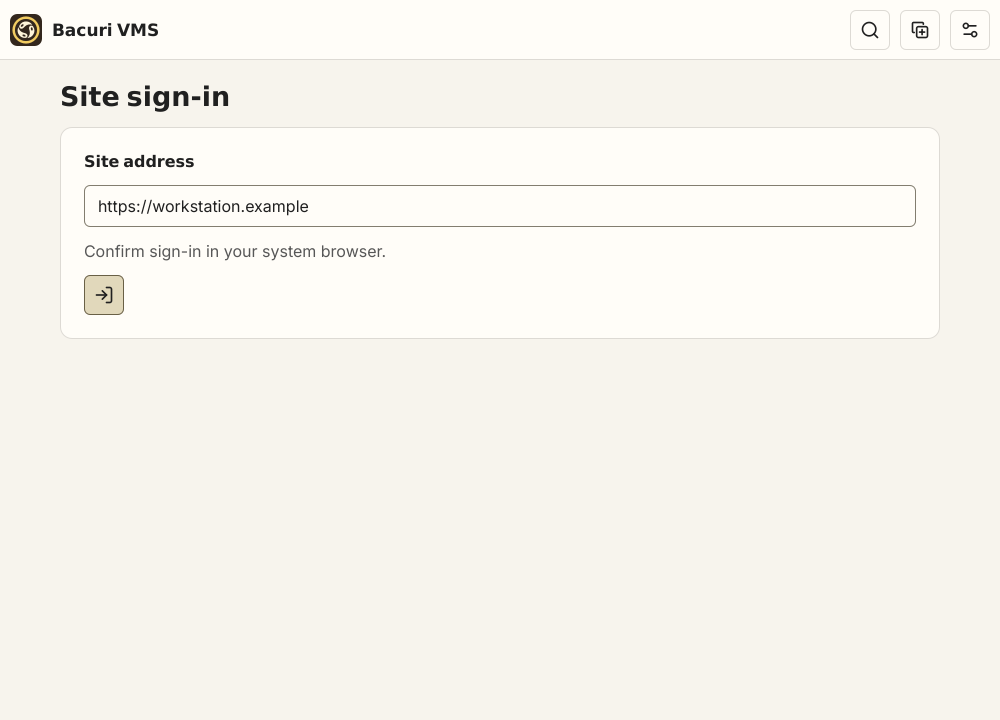 Bacuri VMS
Site sign-in
Site address
https://workstation.example
Confirm sign-in in your system browser.